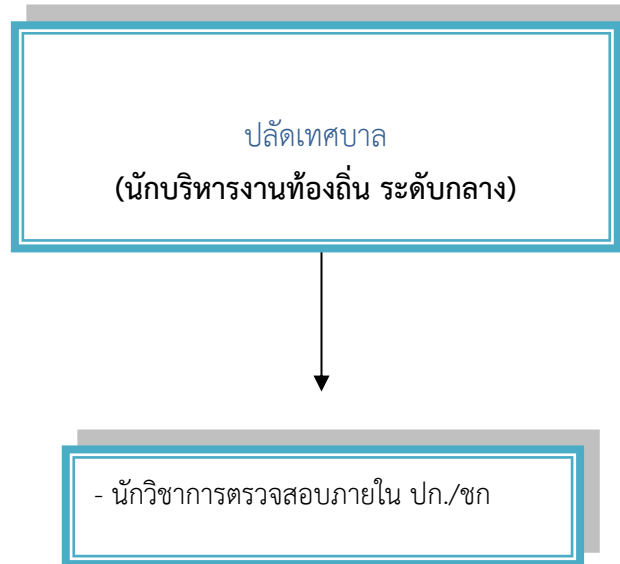 ปลัดเทศบาล
(นักบริหารงานท้องถิ่น ระดับกลาง)
- นักวิชาการตรวจสอบภายใน ปก./ชก